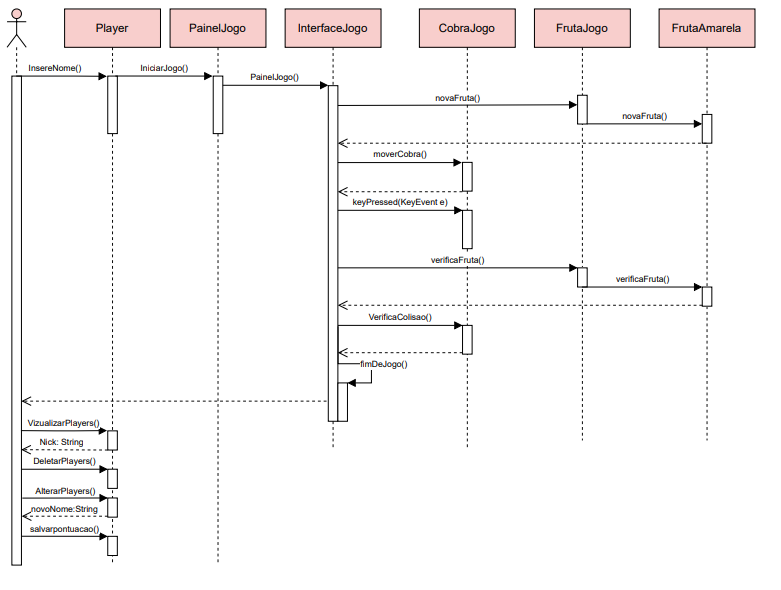 Player
PainelJogo
InterfaceJogo
CobraJogo
FrutaJogo
FrutaAmarela
InsereNome()
IniciarJogo()
PainelJogo()
novaFruta()
novaFruta()
moverCobra()
keyPressed(KeyEvent e)
verificaFruta()
verificaFruta()
VerificaColisao()
fimDeJogo()
VizualizarPlayers()
Nick: String
DeletarPlayers()
AlterarPlayers()
novoNome:String
salvarpontuacao()